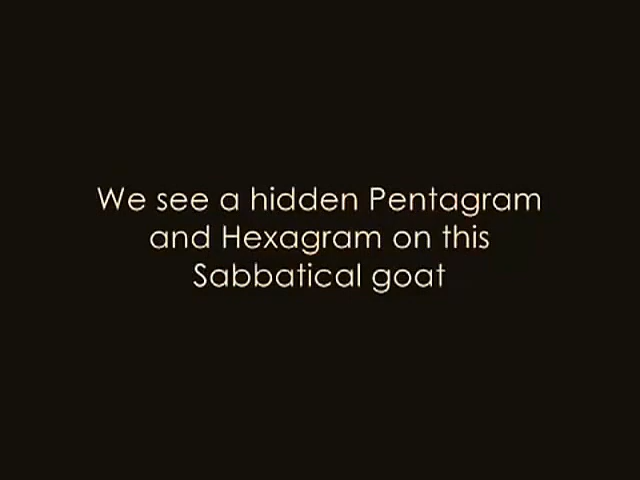 We see a hidden Pentagram
and Hexagram on this
Sabbatical goat